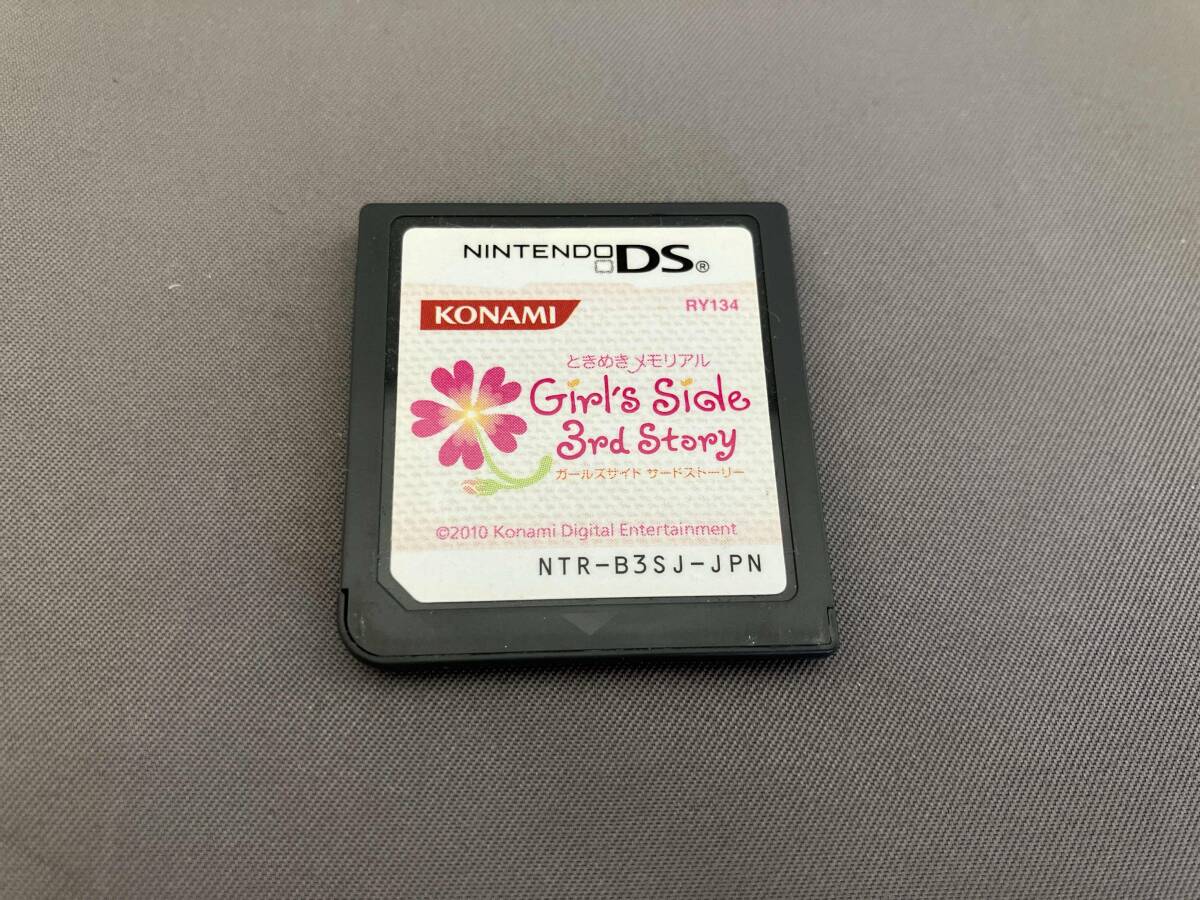 NINTENDO DS®
KONAMI
RY134
ときめきメモリアル
Girl's Side
3rd Story
ガールズサイド サードストーリー
©2010 Konami Digital Entertainment
NTR-B3SJ-JPN